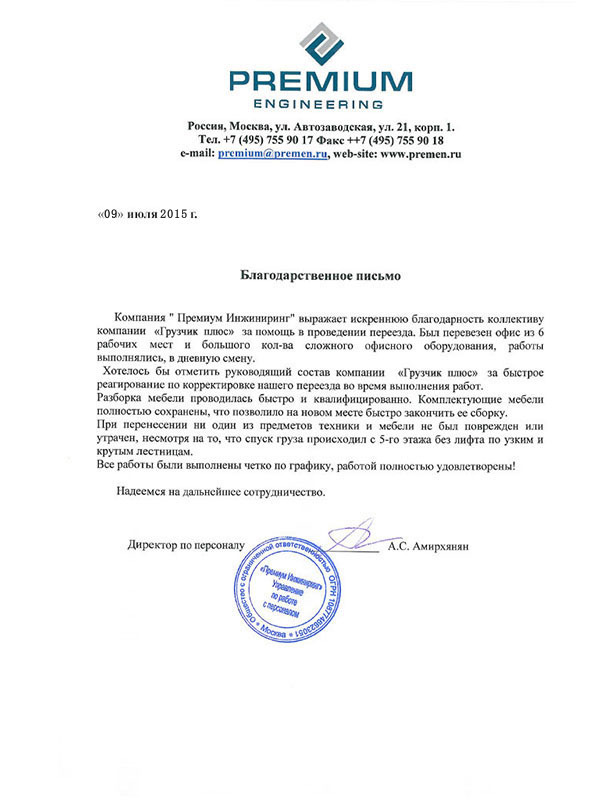 PREMIUM
ENGINEERING
Россия, Москва, ул. Автозаводская, ул. 21, корп. 1.
Тел. +7 (495) 755 90 17 Факс ++7 (495) 755 90 18
e-mail: premium@premen.ru, web-site: www.premen.ru
«09» июля 2015 г.
Благодарственное письмо
Компания " Премиум Инжиниринг" выражает искреннюю благодарность коллективу
компании «Грузчик плюс» за помощь в проведении переезда. Был перевезен офис из 6
рабочих мест и большого кол-ва сложного офисного оборудования, работы
выполнялись, в дневную смену.
Хотелось бы отметить руководящий состав компании «Грузчик плюс» за быстрое
реагирование по корректировке нашего переезда во время выполнения работ.
Разборка мебели проводилась быстро и квалифицированно. Комплектующие мебели
полностью сохранены, что позволило на новом месте быстро закончить ее сборку.
При перенесении ни один из предметов техники и мебели не был поврежден или
утрачен, несмотря на то, что спуск груза происходил с 5-го этажа без лифта по узким и
крутым лестницам.
Все работы были выполнены четко по графику, работой полностью удовлетворены!
Надеемся на дальнейшее сотрудничество.
Директор по персоналу А.С. Амирхянян
Общество с ограниченной ответственностью ОГРН
Москва
«Премиум Инжиниринг»
Управление
по работе
с персоналом